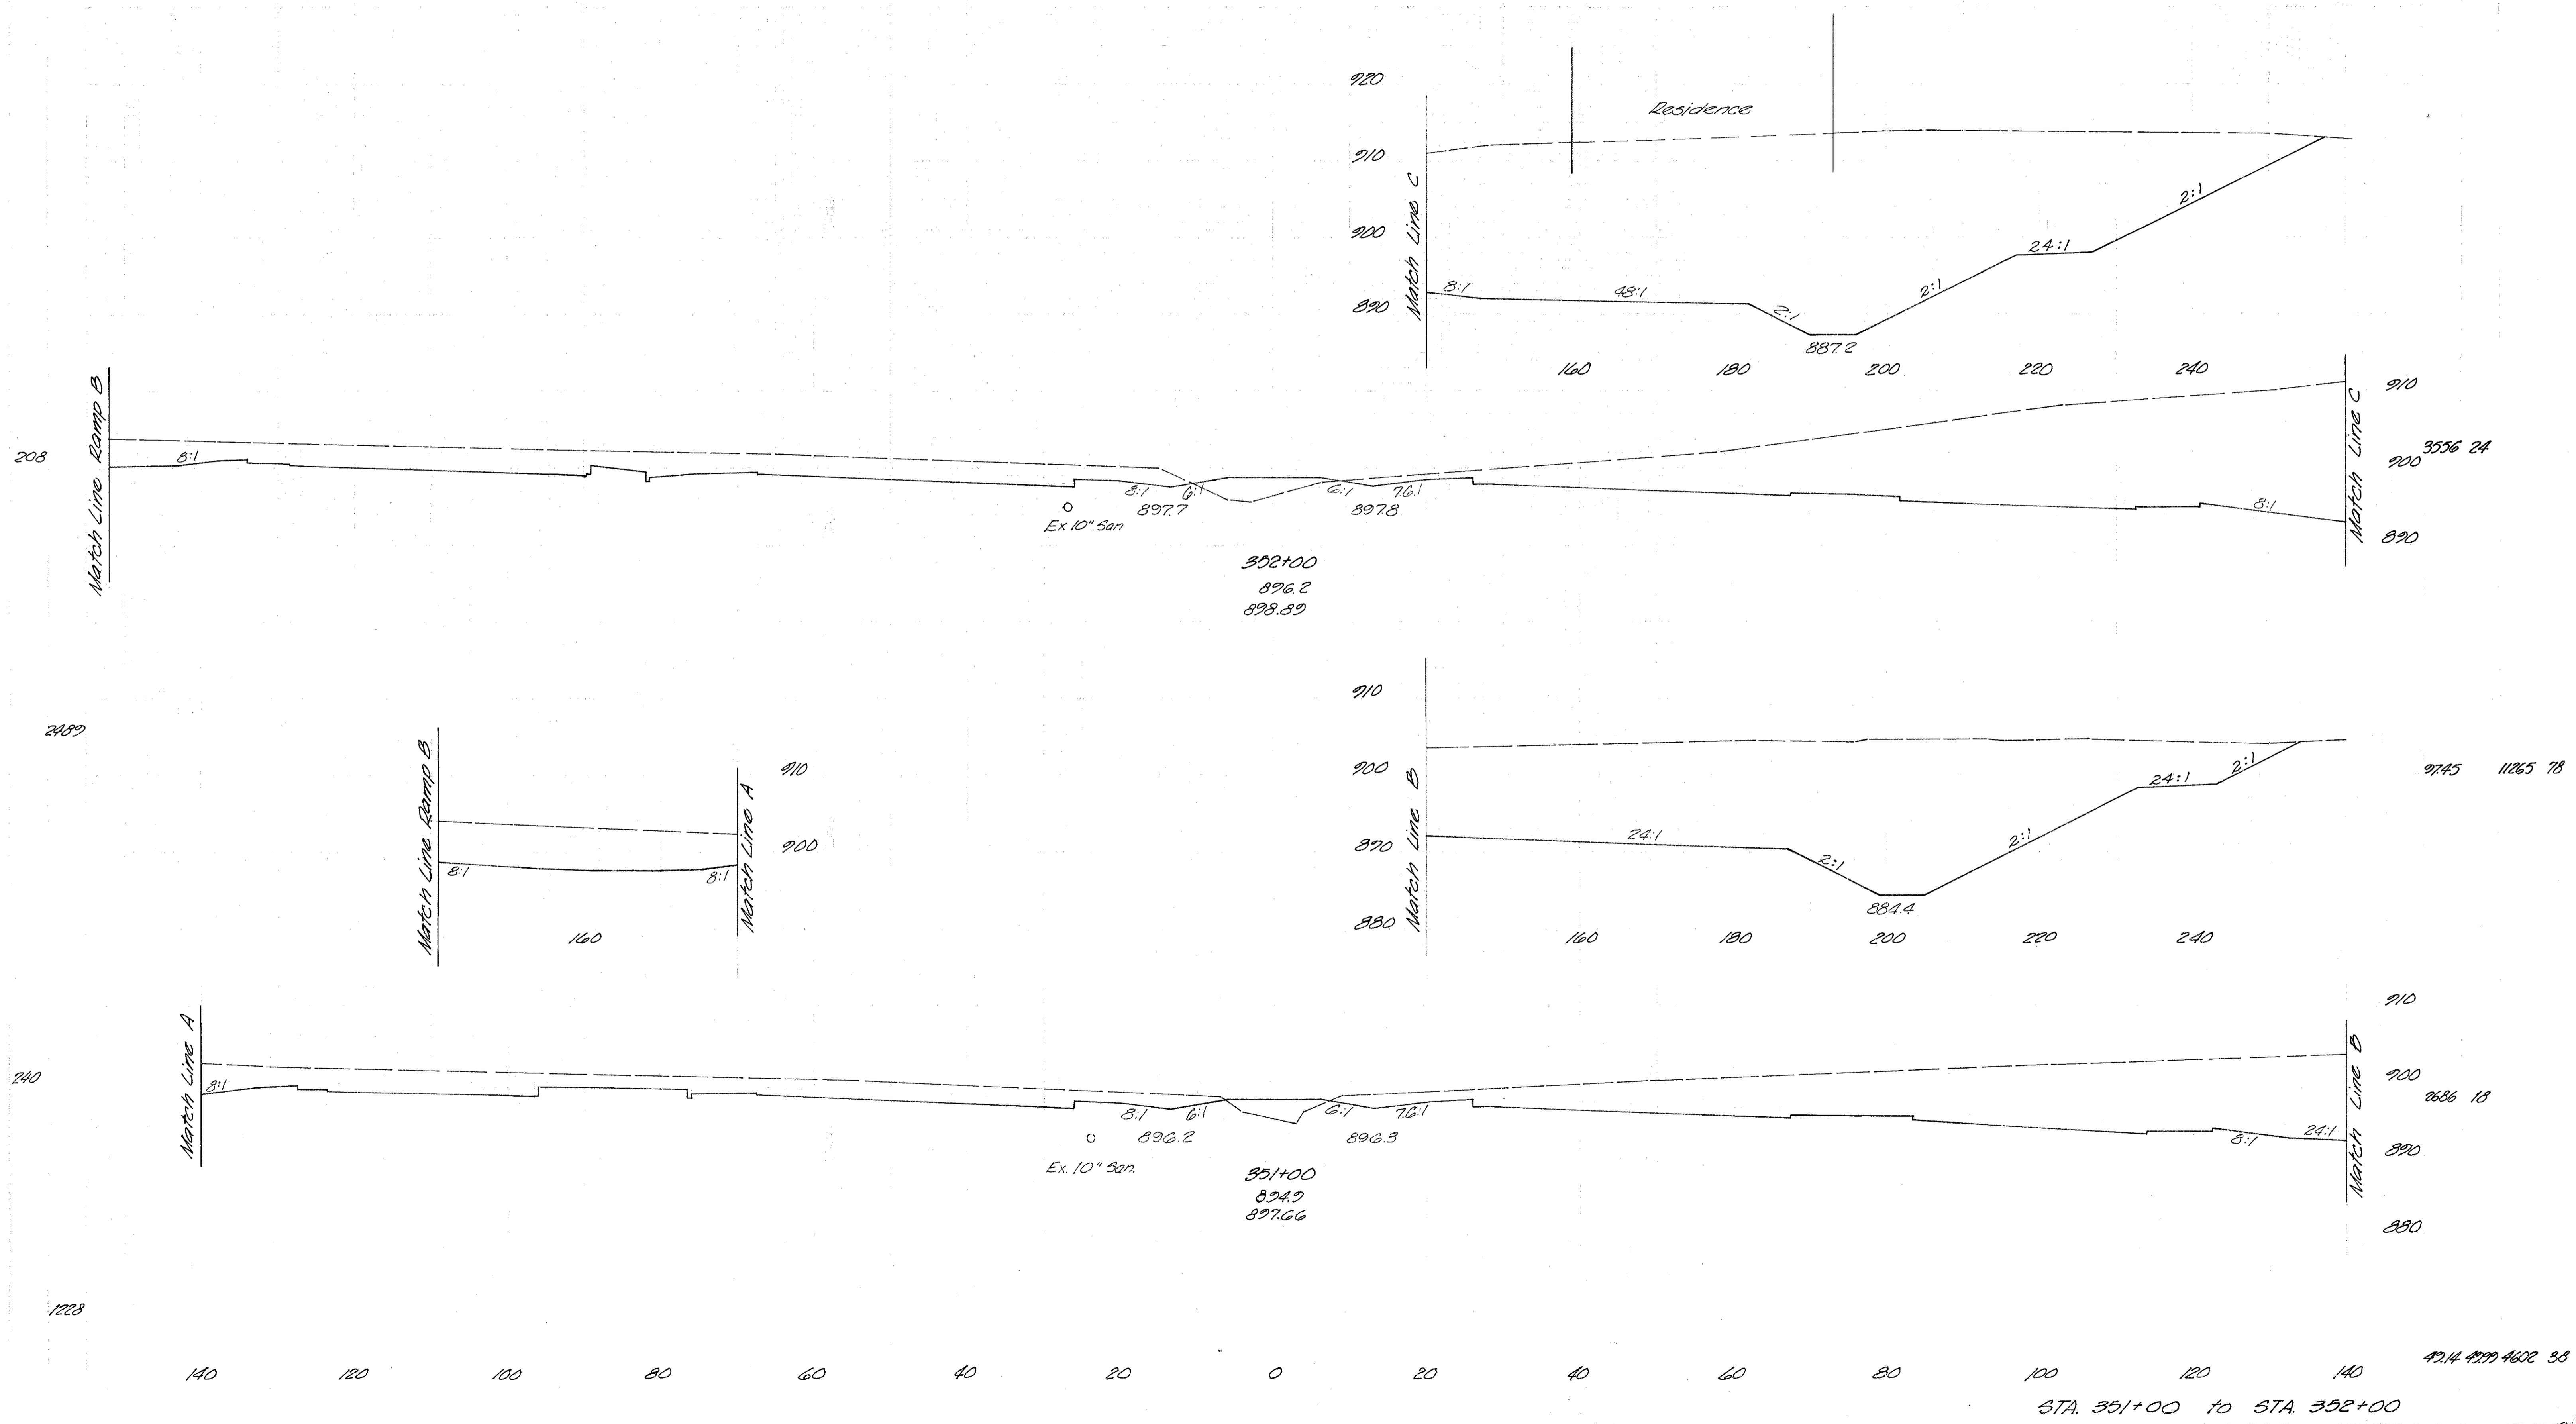 920
Residence
910
Match Line C
900
2:1
24:1
890
8:1
48:1
2:1
2:1
887.2
160 180 200 220 240
Match Line Ramp B
910
208
8:1
Match Line C
3556 24
900
8:1 6:1 6:1 7.6:1
897.7 897.8
8:1
Ex 10" San
890
352+00
896.2
898.89
910
2489
Match Line Ramp B
Match Line A
910
900
Match Line B
900
24:1 2:1
9745 11265 78
890
24:1
2:1
2:1
8:1 8:1
884.4
880
160
160 180 200 220 240
910
Match Line A
240
8:1
Match Line B
900
2686 18
8:1 6:1 6:1 7.6:1
896.2 896.3
8:1 24:1
890
Ex. 10" San.
351+00
894.9
897.66
880
1228
4914 4999 4602 38
140 120 100 80 60 40 20 0 20 40 60 80 100 120 140
STA. 351+00 to STA. 352+00